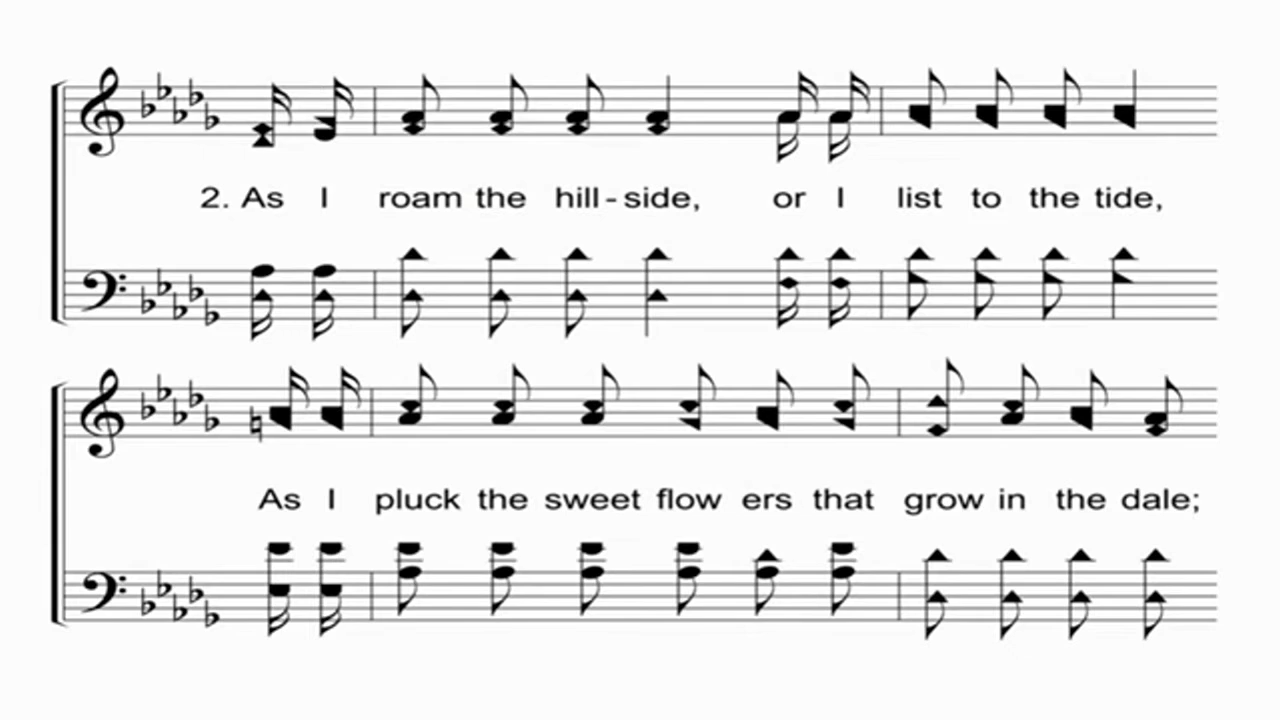 2. As I roam the hill-side, or I list to the tide,
As I pluck the sweet flow ers that grow in the dale;